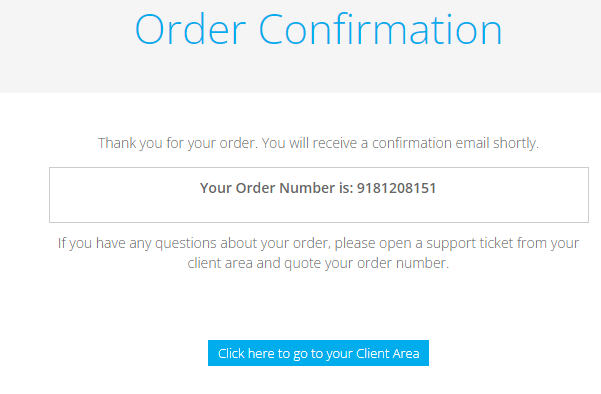 Order Confirmation
Thank you for your order. You will receive a confirmation email shortly.
Your Order Number is: 9181208151
If you have any questions about your order, please open a support ticket from your
client area and quote your order number.
Click here to go to your Client Area